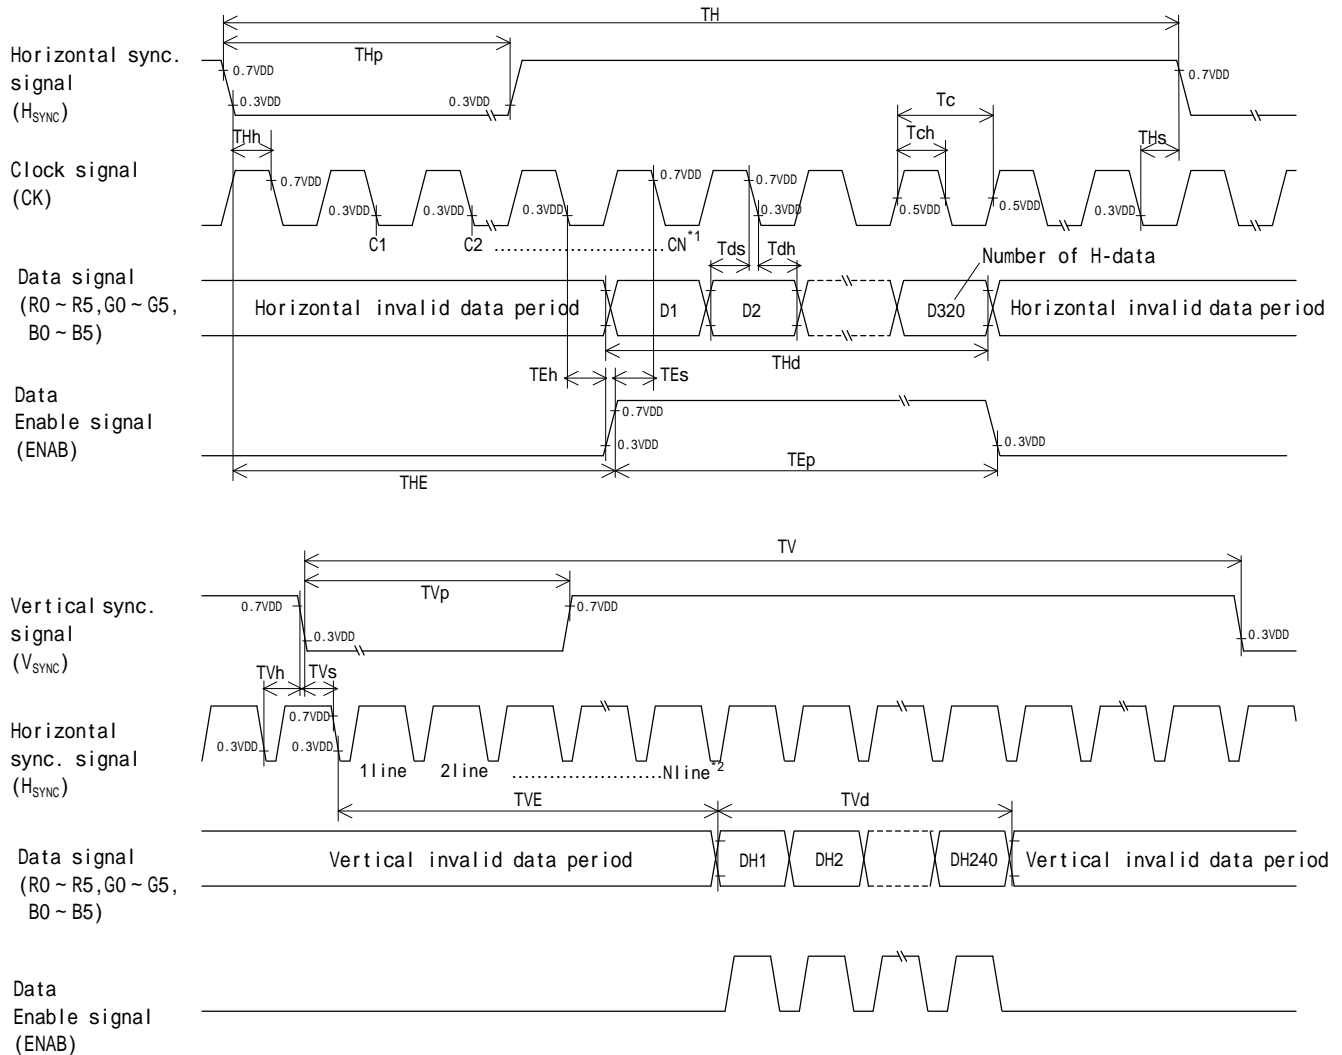 TH
THp
Horizontal sync.
signal
(HSYNC)
0.7VDD
0.3VDD
0.3VDD
0.7VDD
Tc
Tch
THh
THs
Clock signal
(CK)
0.7VDD
0.3VDD
0.3VDD
0.3VDD
0.7VDD
0.7VDD
0.3VDD
0.5VDD
0.5VDD
0.3VDD
C1
C2
........................CN*1
Tds
Tdh
Number of H-data
Data signal
(R0~R5,G0~G5,
B0~B5)
Horizontal invalid data period
D1
D2
D320
Horizontal invalid data period
THd
TEh
TEs
Data
Enable signal
(ENAB)
0.7VDD
0.3VDD
0.3VDD
THE
TEp
TV
TVp
Vertical sync.
signal
(VSYNC)
0.7VDD
0.3VDD
0.7VDD
0.3VDD
TVh
TVs
Horizontal
sync. signal
(HSYNC)
0.3VDD
0.7VDD
0.3VDD
1line
2line
........................Nline*2
TVE
TVd
Data signal
(R0~R5,G0~G5,
B0~B5)
Vertical invalid data period
DH1
DH2
DH240
Vertical invalid data period
Data
Enable signal
(ENAB)